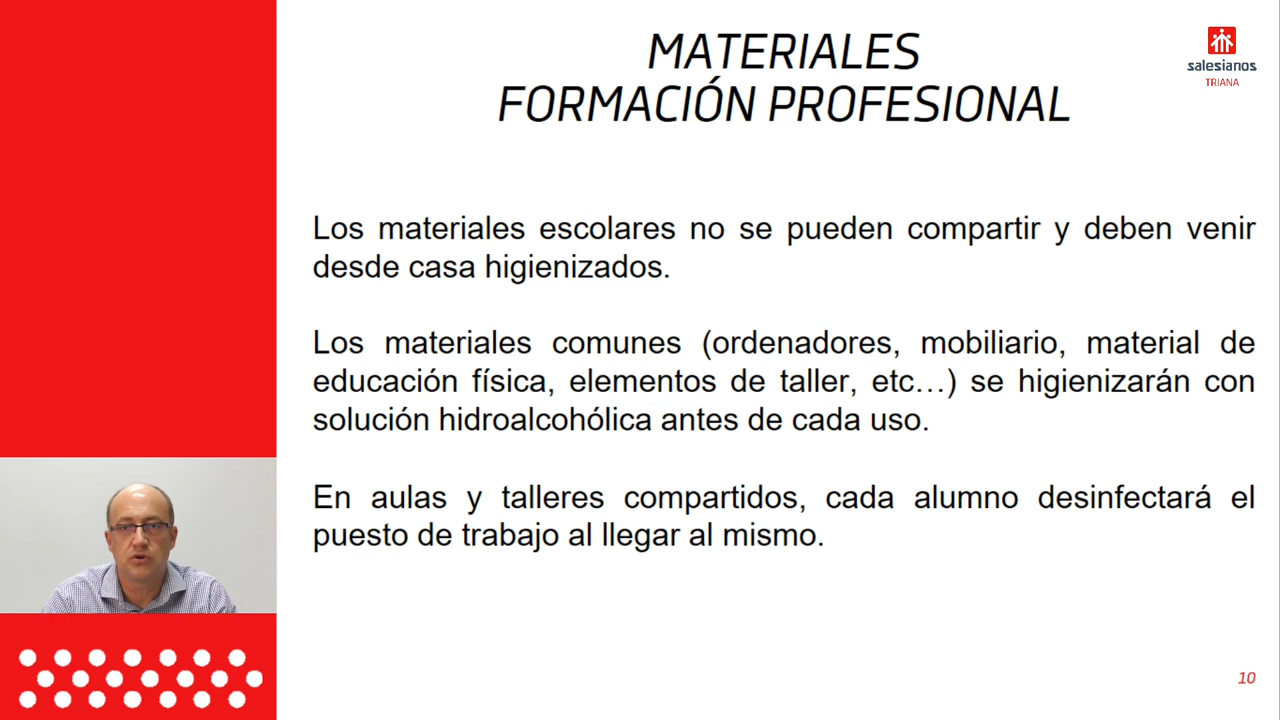 MATERIALES
FORMACIÓN PROFESIONAL
salesianos
TRIANA
Los materiales escolares no se pueden compartir y deben venir
desde casa higienizados.
Los materiales comunes (ordenadores, mobiliario, material de
educación física, elementos de taller, etc…) se higienizarán con
solución hidroalcohólica antes de cada uso.
En aulas y talleres compartidos, cada alumno desinfectará el
puesto de trabajo al llegar al mismo.
10